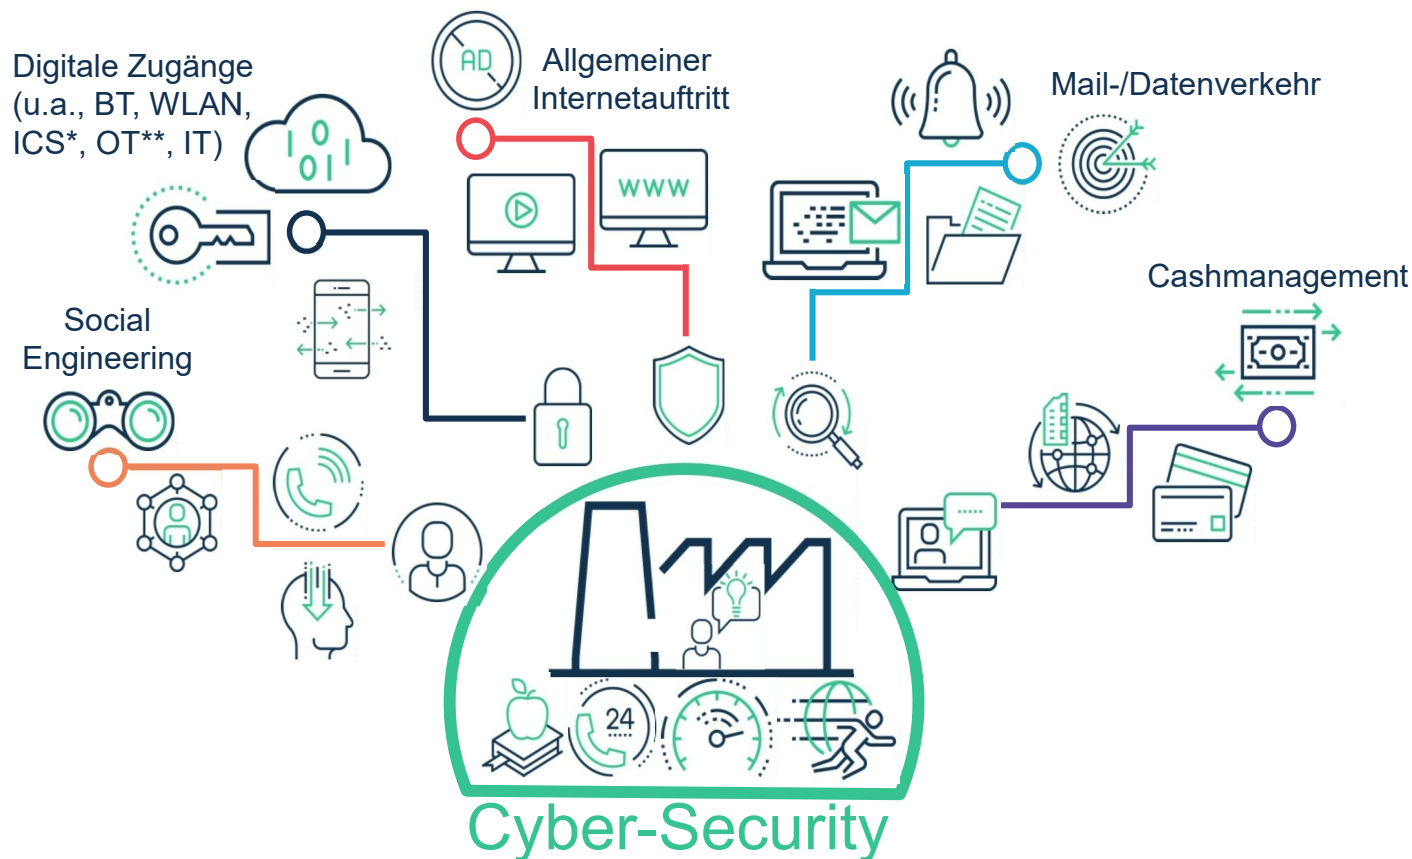 Digitale Zugänge
(u.a., BT, WLAN,
ICS*, OT**, IT)
AD
Allgemeiner
Internetauftritt
WWW
Mail-/Datenverkehr
Cashmanagement
Social
Engineering
24
Cyber-Security